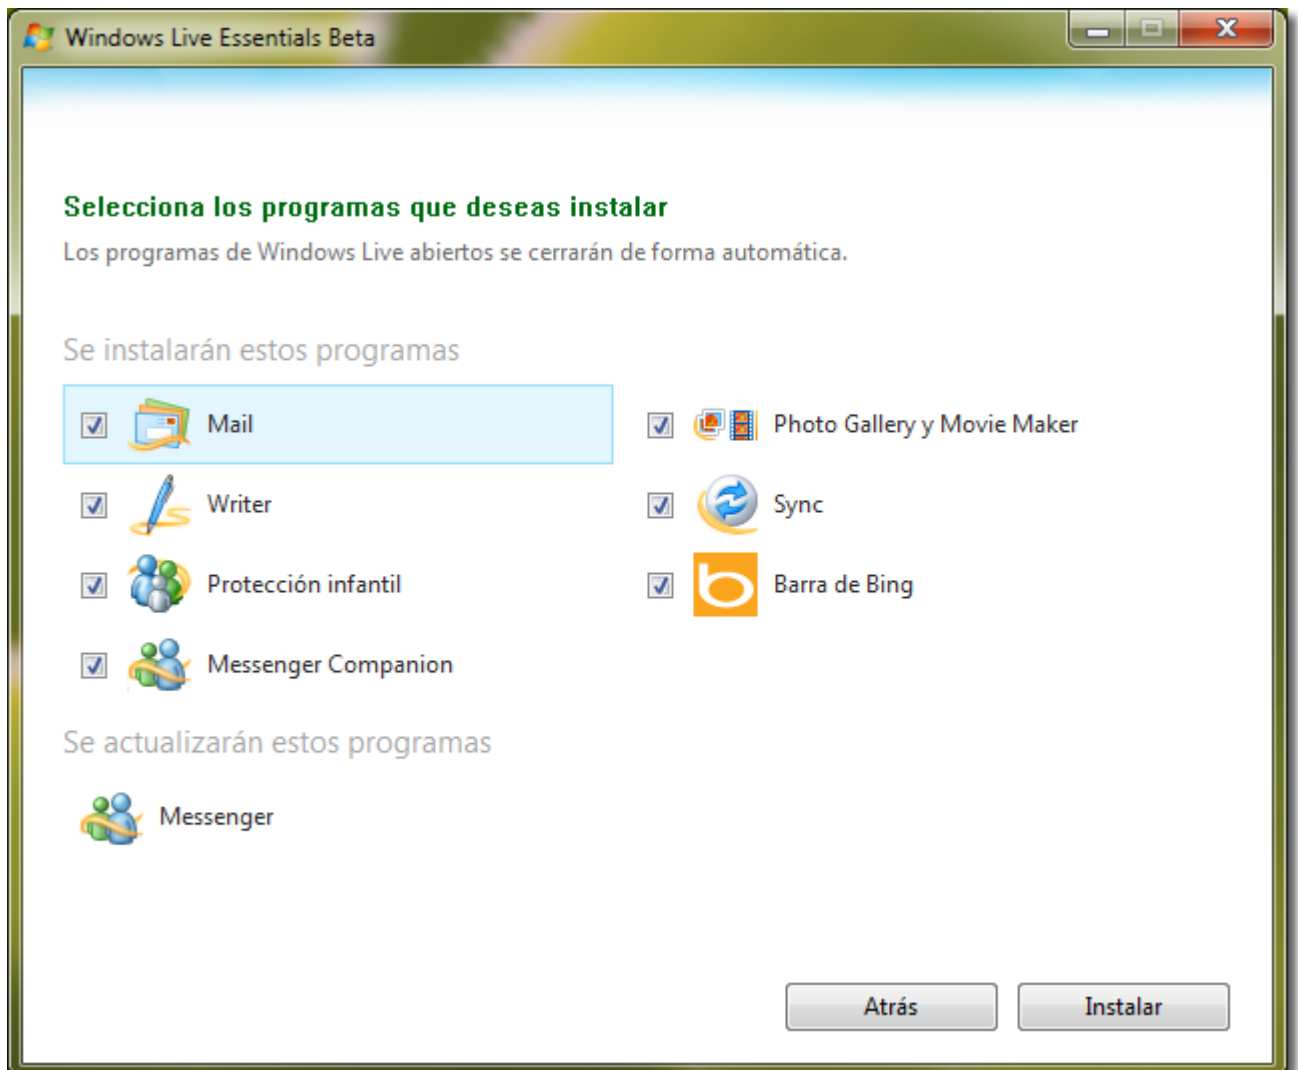 Windows Live Essentials Beta
Selecciona los programas que deseas instalar
Los programas de Windows Live abiertos se cerrarán de forma automática.
Se instalarán estos programas
Mail
Photo Gallery y Movie Maker
Writer
Sync
Protección infantil
Barra de Bing
Messenger Companion
Se actualizarán estos programas
Messenger
Atrás
Instalar